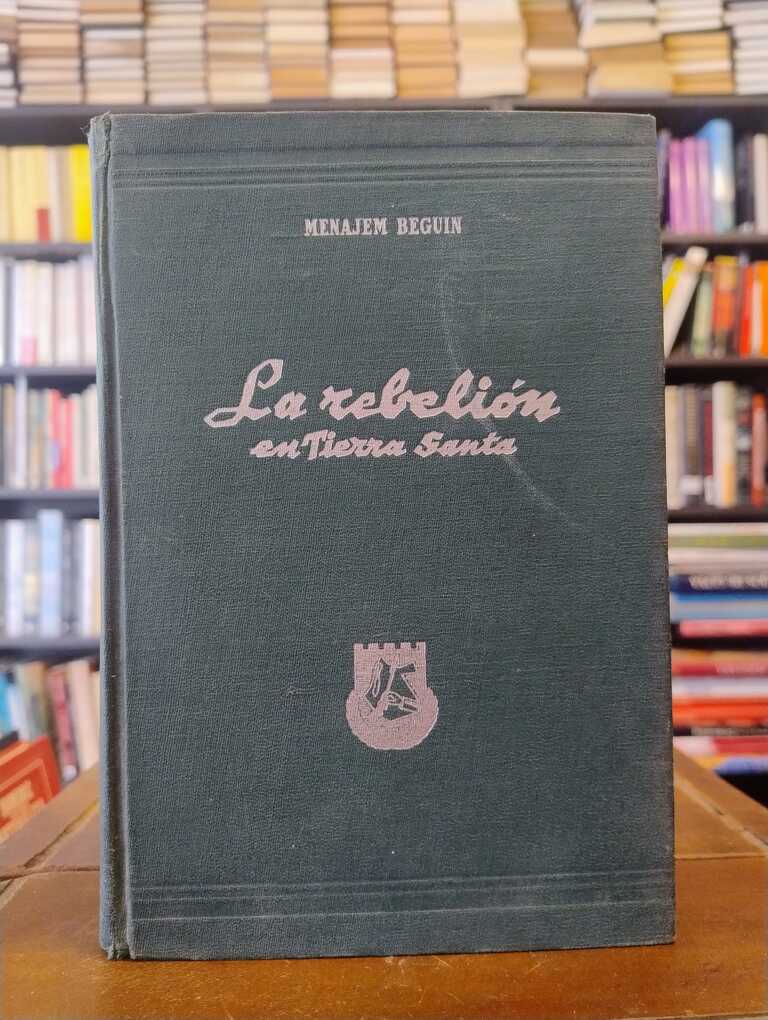 MENAJEM BEGUIN
La rebelión
en Tierra Santa